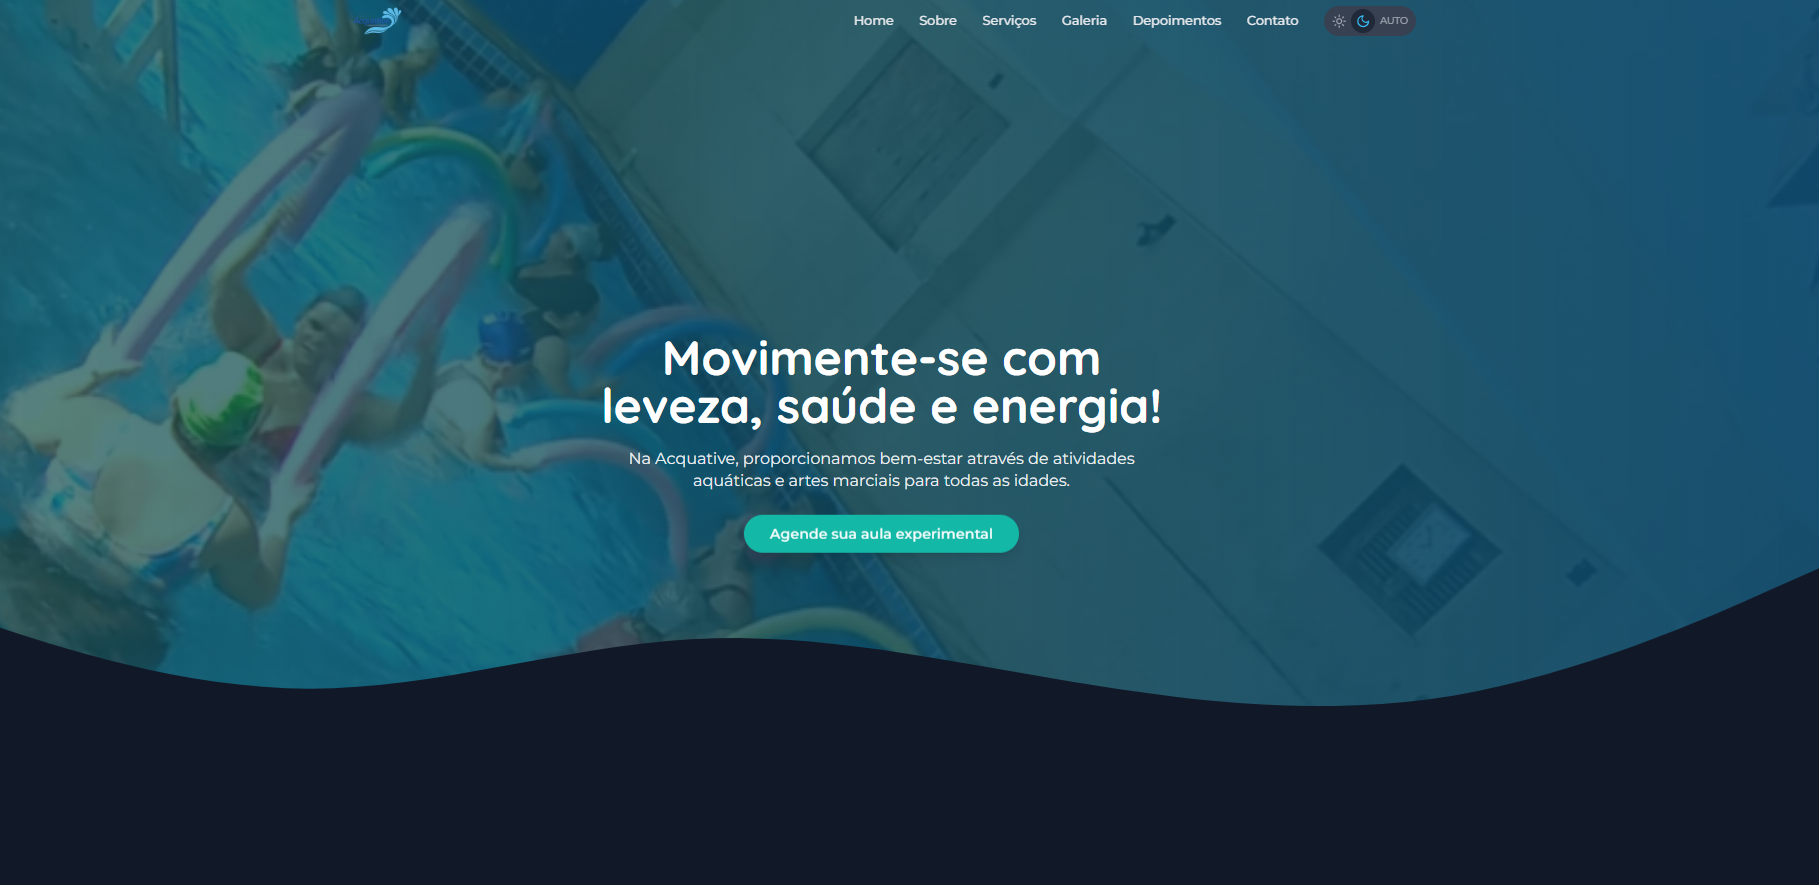 Home Sobre Serviços Galeria Depoimentos Contato AUTO
Movimente-se com
leveza, saúde e energia!
Na Acquative, proporcionamos bem-estar através de atividades
aquáticas e artes marciais para todas as idades.
Agende sua aula experimental